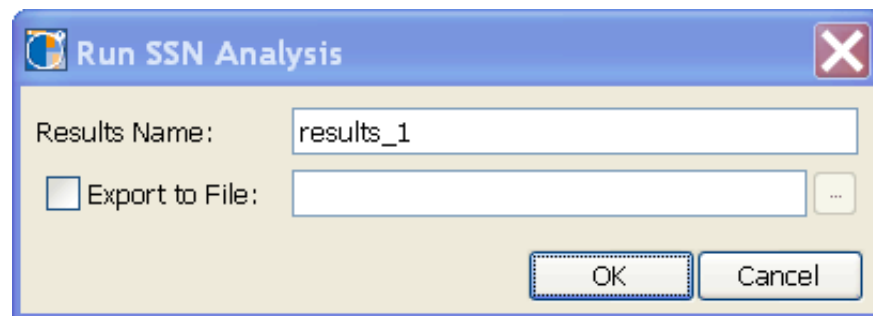 Run SSN Analysis
Results Name: results_1
Export to File: ...
OK Cancel